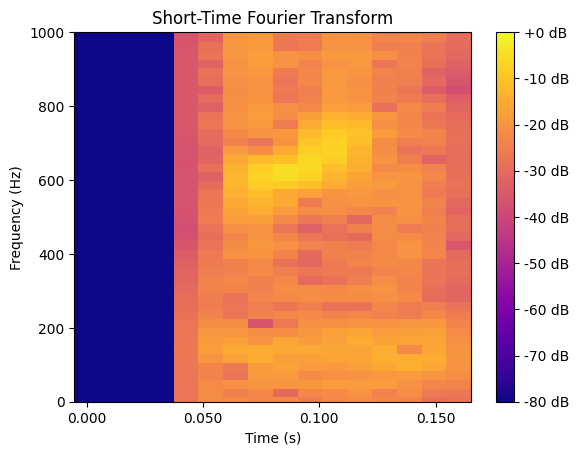 Short-Time Fourier Transform
1000
800
600
400
200
0
Frequency (Hz)
0.000
0.050
0.100
0.150
Time (s)
+0 dB
-10 dB
-20 dB
-30 dB
-40 dB
-50 dB
-60 dB
-70 dB
-80 dB